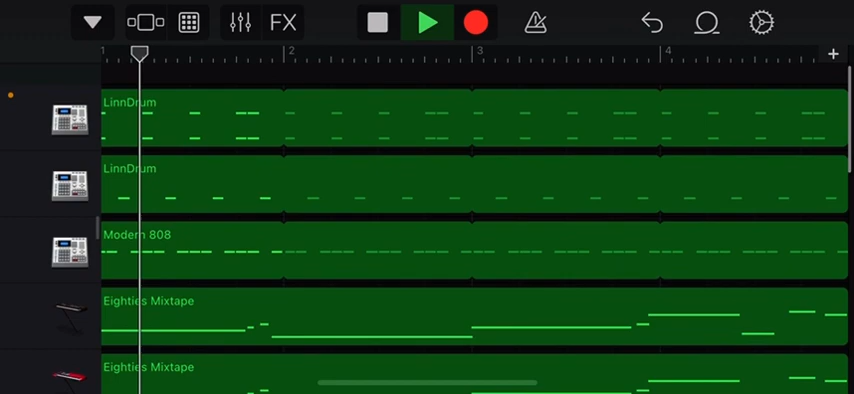 FX
1 2 3 4 +
LinnDrum
LinnDrum
Modern 808
Eighties Mixtape
Eighties Mixtape